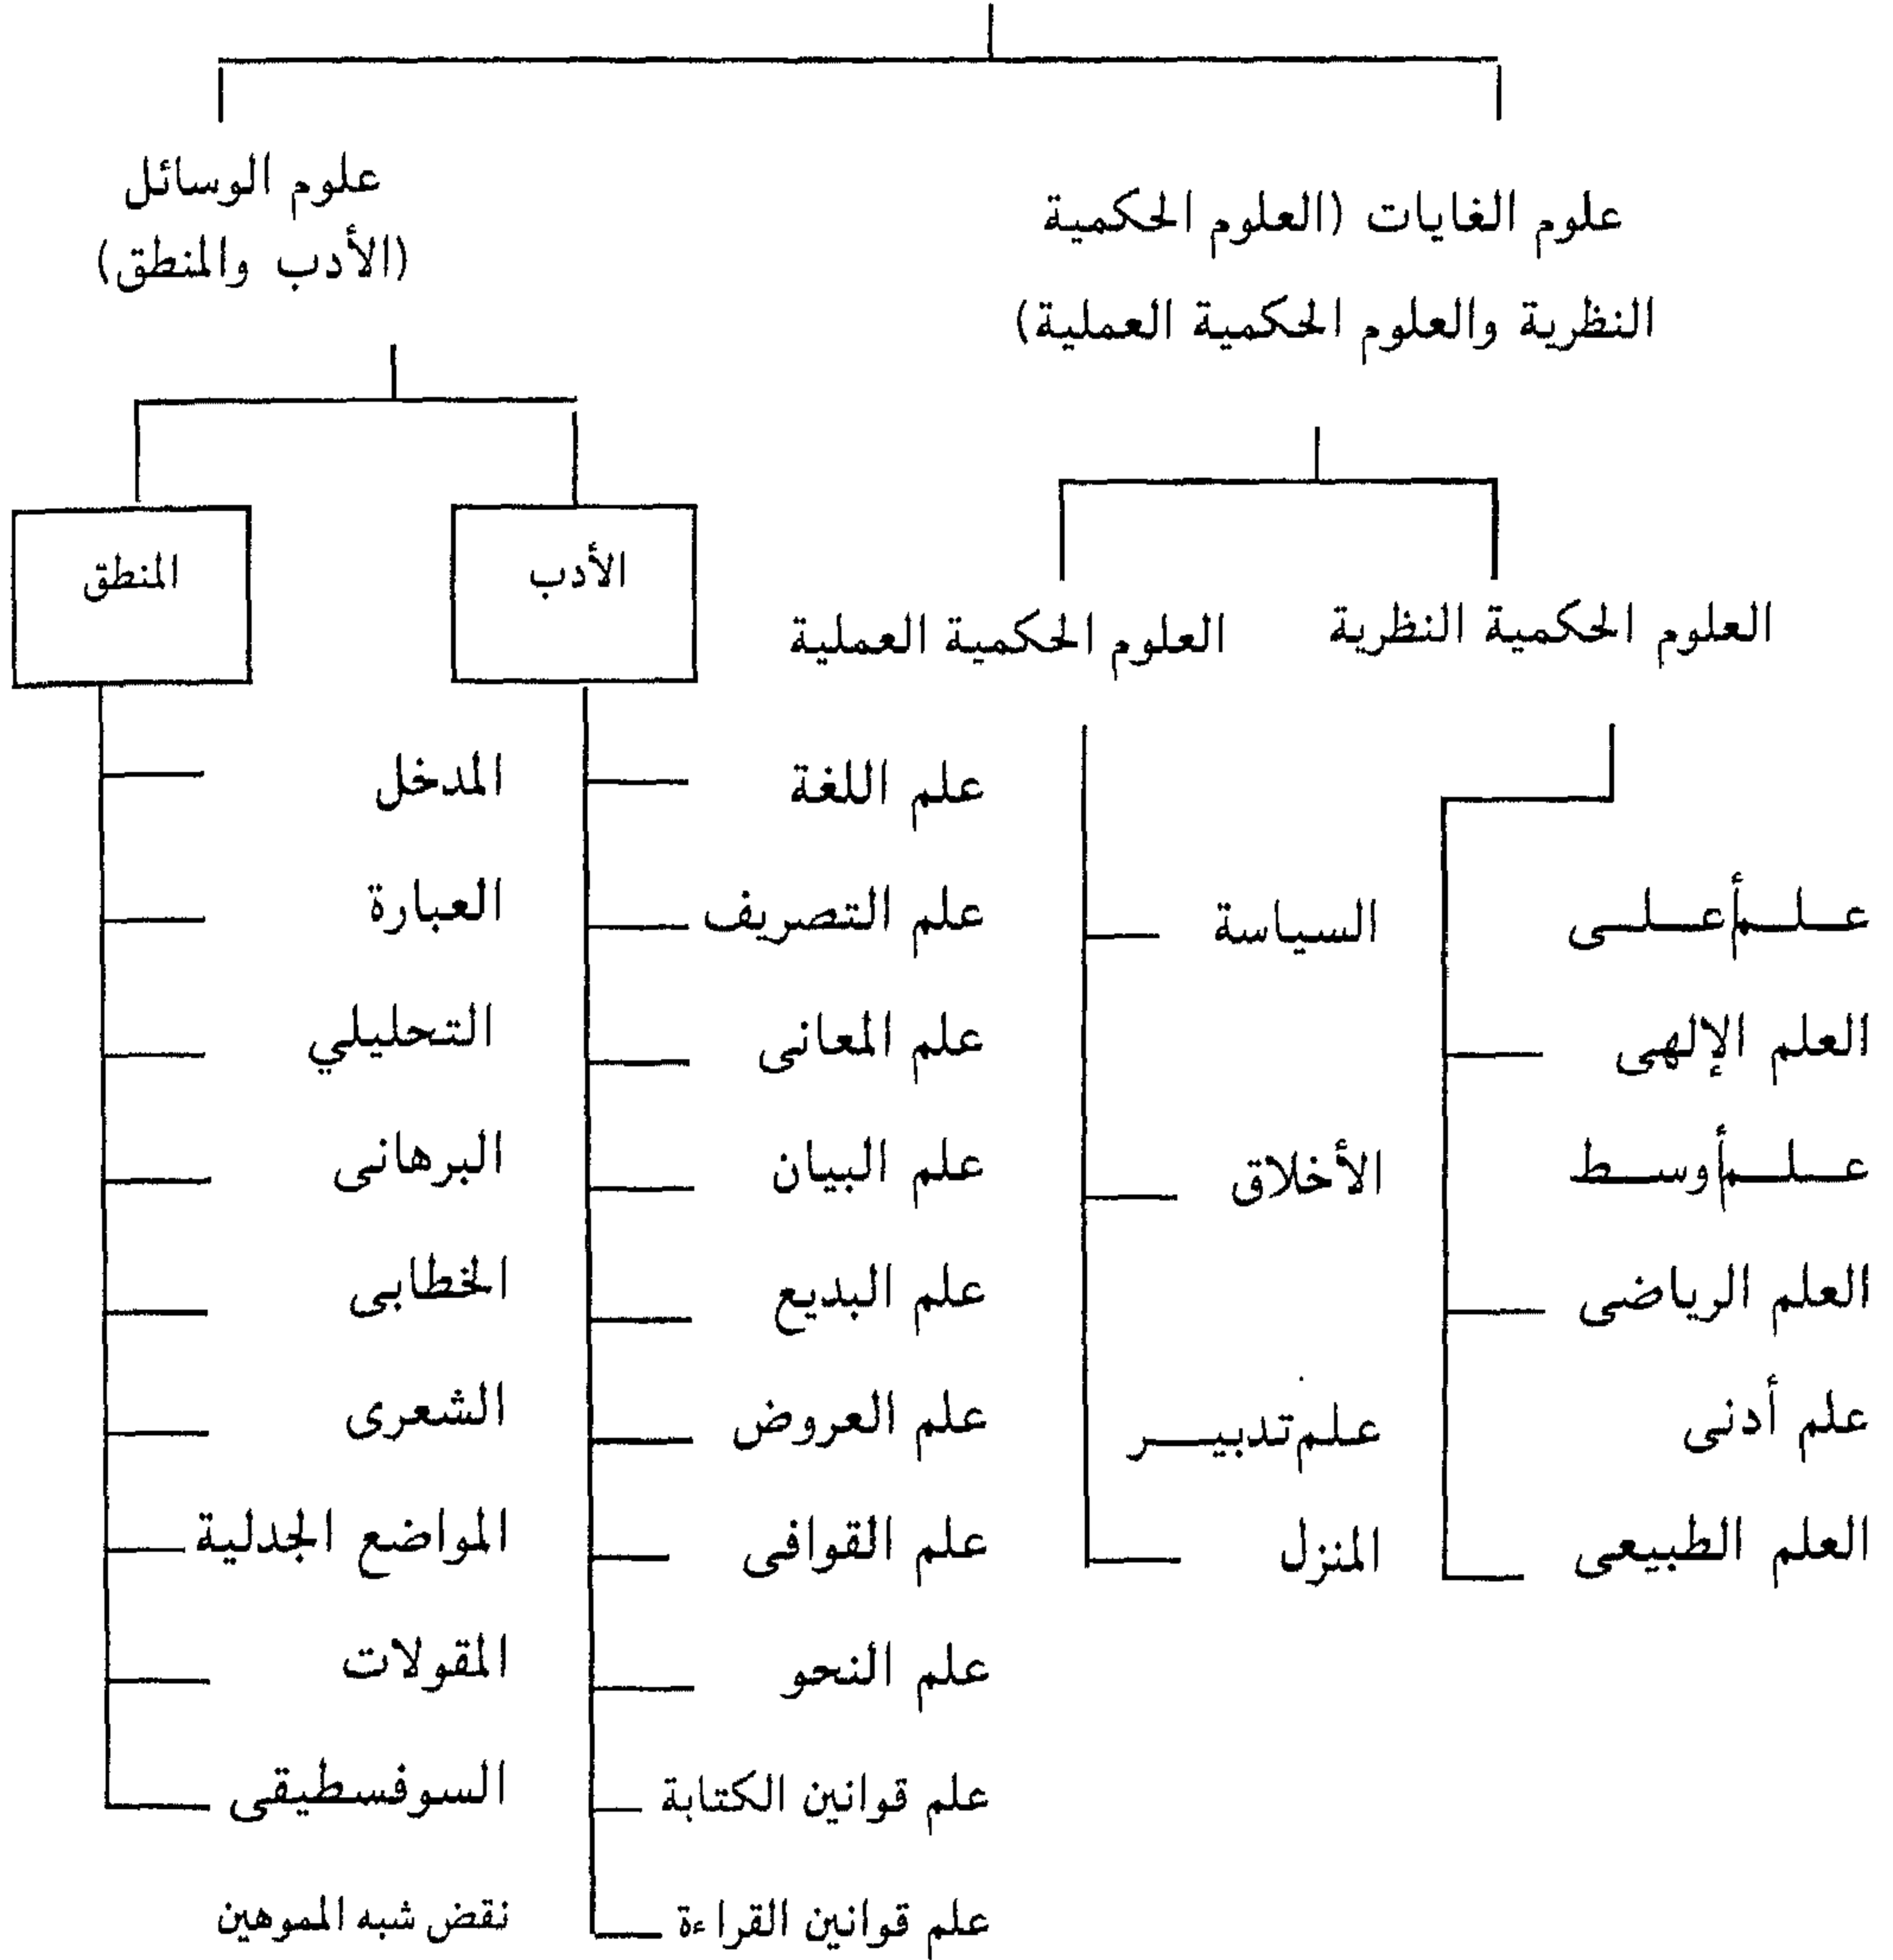 علوم الغايات (العلوم الحكمية
النظرية والعلوم الحكمية العملية)
علوم الوسائل
(الأدب والمنطق)
العلوم الحكمية النظرية
علم أعلى
العلم الإلهى
علم أوسط
العلم الرياضى
علم أدنى
العلم الطبيعى
العلوم الحكمية العملية
السياسة
الأخلاق
علم تدبير
المنزل
الأدب
علم اللغة
علم التصريف
علم المعانى
علم البيان
علم البديع
علم العروض
علم القوافى
علم النحو
علم قوانين الكتابة
علم قوانين القراءة
المنطق
المدخل
العبارة
التحليلي
البرهانى
الخطابى
الشعرى
المواضع الجدلية
المقولات
السوفسطيقى
نقض شبه المموهين